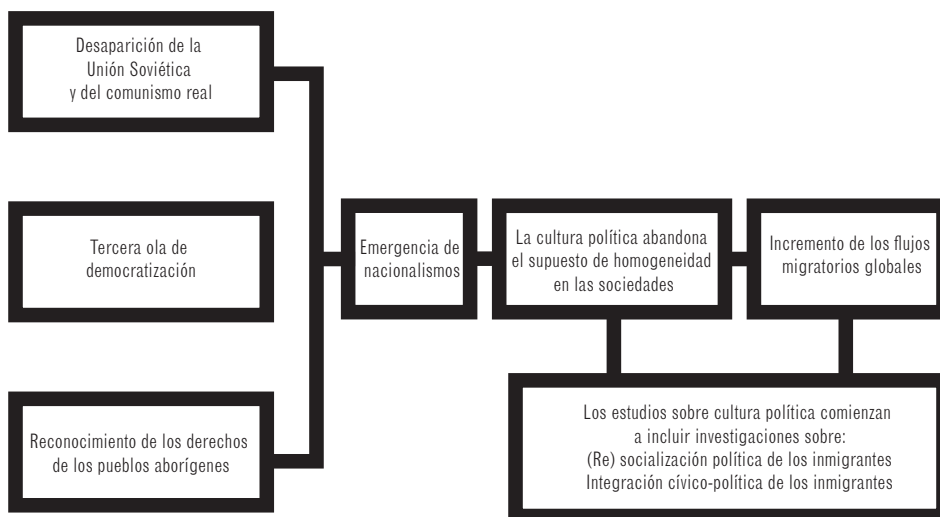 Desaparición de la
Unión Soviética
y del comunismo real
Tercera ola de
democratización
Reconocimiento de los derechos
de los pueblos aborígenes
Emergencia de
nacionalismos
La cultura política abandona
el supuesto de homogeneidad
en las sociedades
Incremento de los flujos
migratorios globales
Los estudios sobre cultura política comienzan
a incluir investigaciones sobre:
(Re) socialización política de los inmigrantes
Integración cívico-política de los inmigrantes